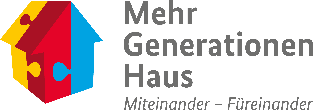 Mehr
Generationen
Haus
Miteinander – Füreinander